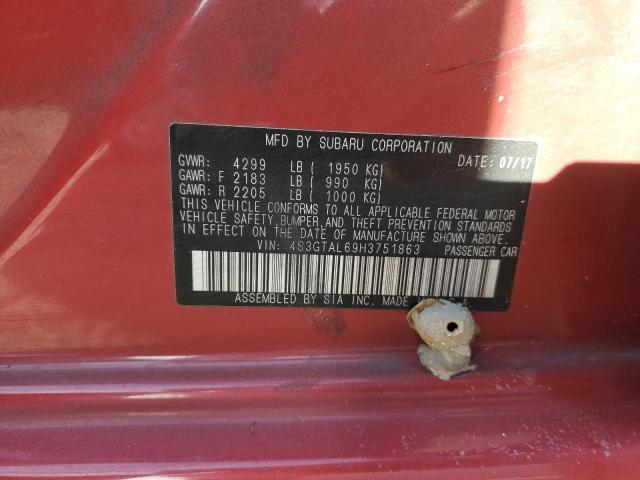 MFD BY SUBARU CORPORATION
GVWR: 4299 LB ( 1950 KG) DATE: 07/17
GAWR: F 2183 LB ( 990 KG)
GAWR: R 2205 LB ( 1000 KG)
THIS VEHICLE CONFORMS TO ALL APPLICABLE FEDERAL MOTOR
VEHICLE SAFETY, BUMPER, AND THEFT PREVENTION STANDARDS
IN EFFECT ON THE DATE OF MANUFACTURE SHOWN ABOVE.
VIN: 4S3GTAL69H3751863 PASSENGER CAR
ASSEMBLED BY SIA INC. MADE